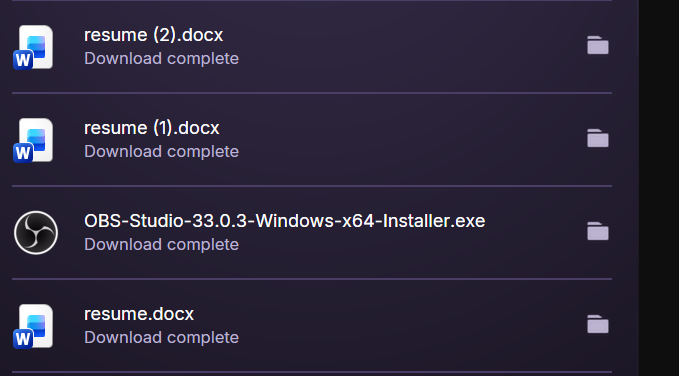 resume (2).docx
Download complete
resume (1).docx
Download complete
OBS-Studio-33.0.3-Windows-x64-Installer.exe
Download complete
resume.docx
Download complete